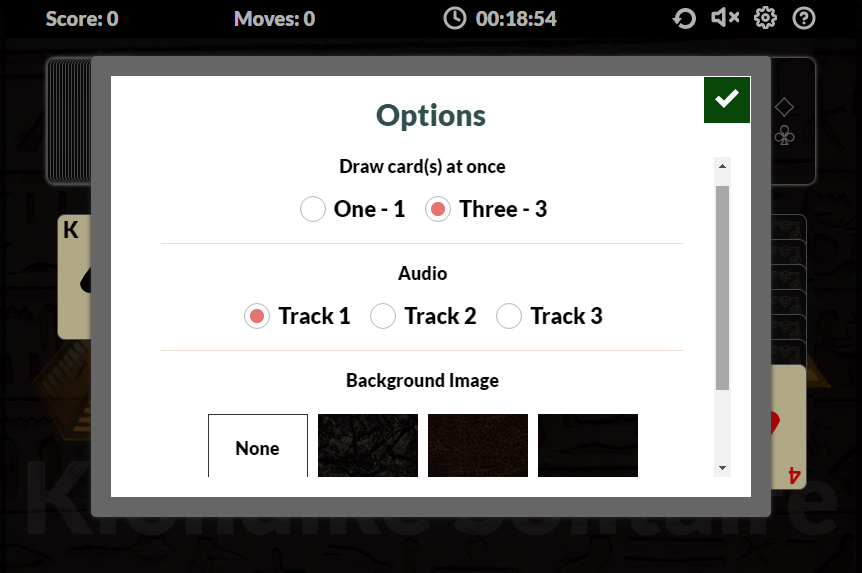 Score: 0 Moves: 0 00:18:54
Options
Draw card(s) at once
One - 1 Three - 3
Audio
Track 1 Track 2 Track 3
Background Image
None
K
4
Klondike Solitaire